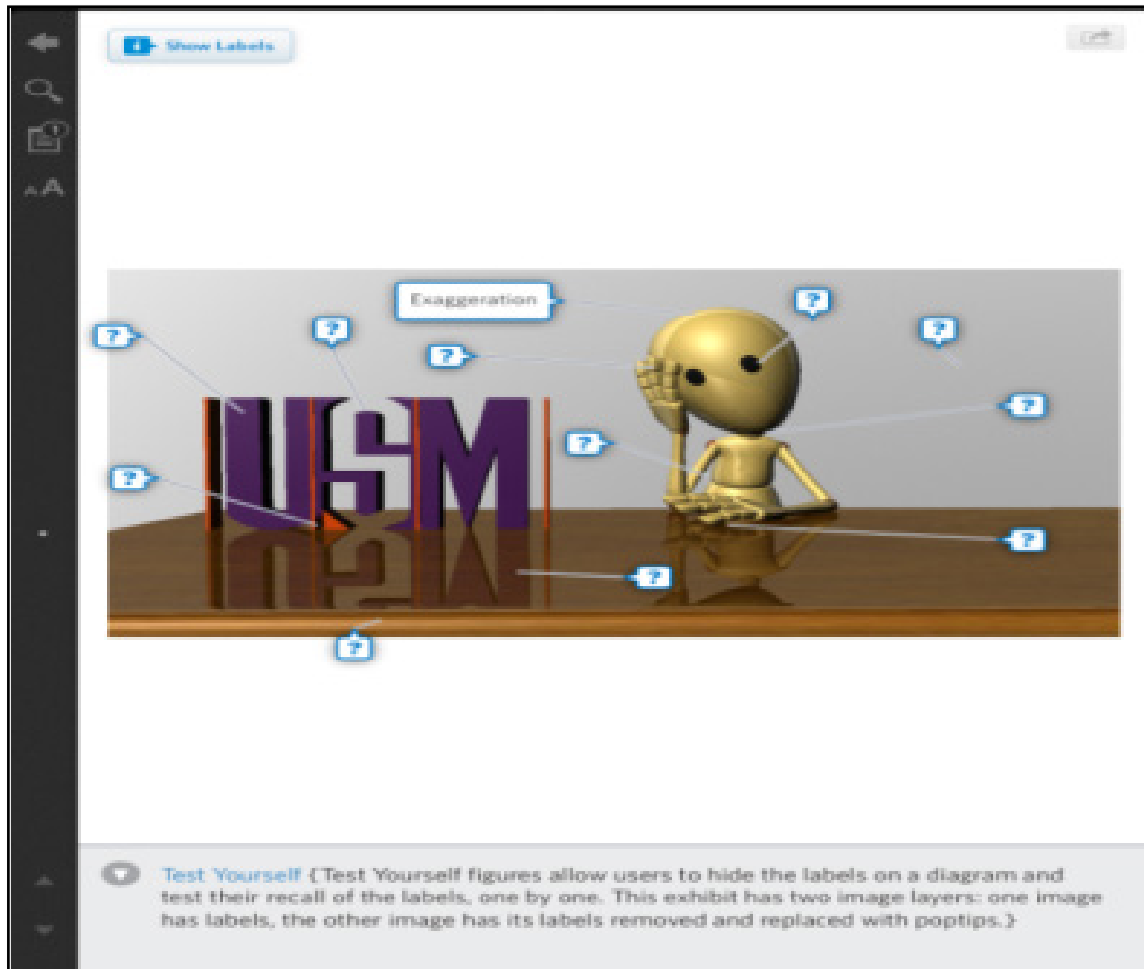 Show Labels
AA
Exaggeration
?
?
?
?
?
?
USM
?
?
?
?
?
Test Yourself {Test Yourself figures allow users to hide the labels on a diagram and
test their recall of the labels, one by one. This exhibit has two image layers: one image
has labels, the other image has its labels removed and replaced with poptips.}